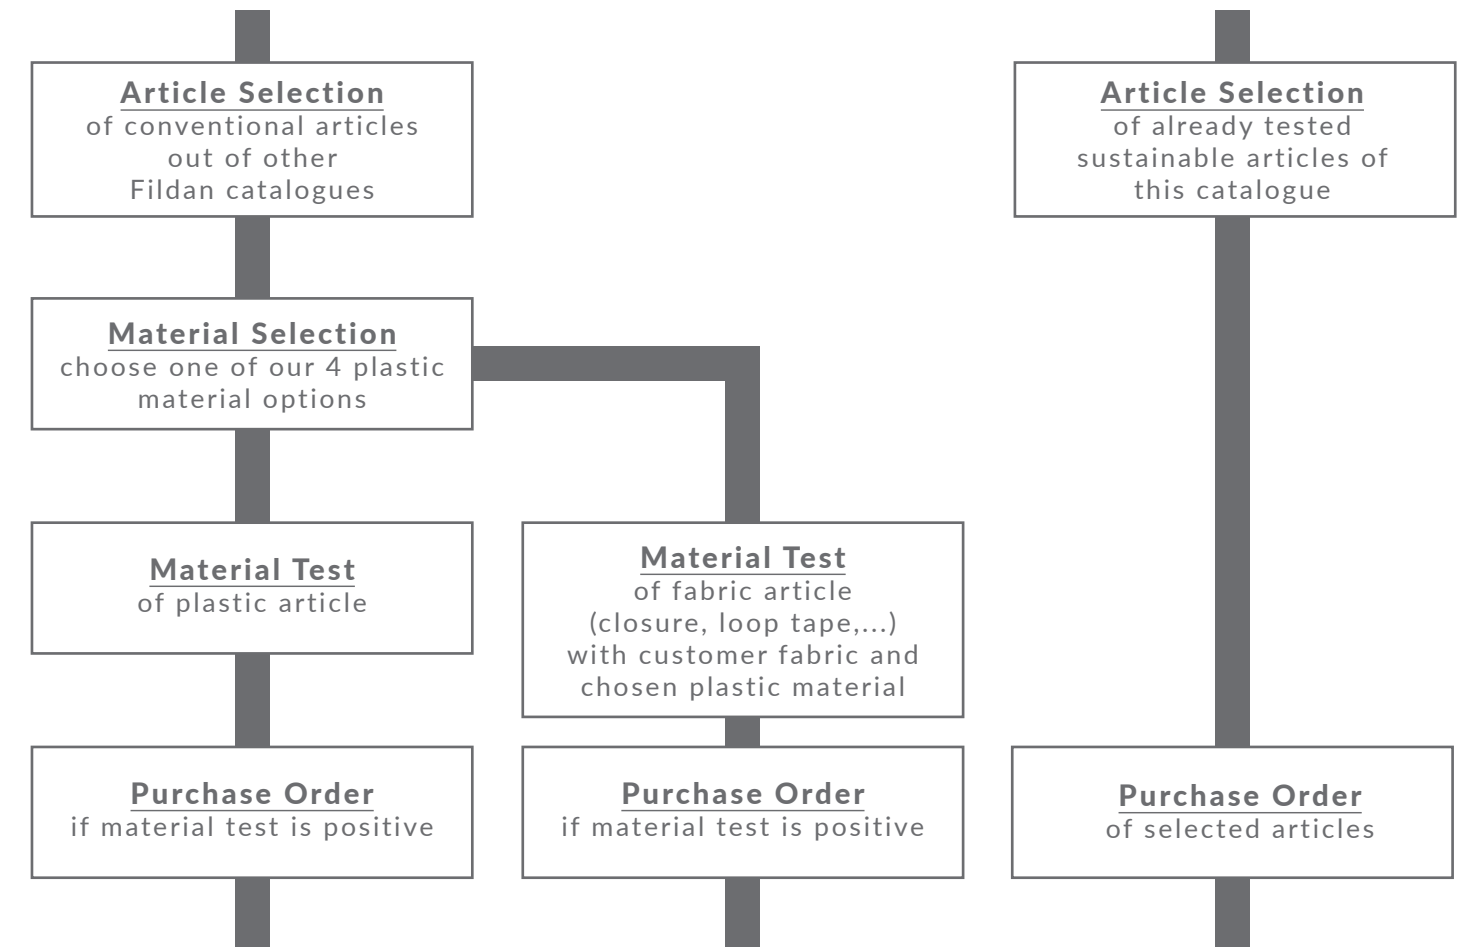 Article Selection
of conventional articles
out of other
Fildan catalogues
Article Selection
of already tested
sustainable articles of
this catalogue
Material Selection
choose one of our 4 plastic
material options
Material Test
of plastic article
Material Test
of fabric article
(closure, loop tape,...)
with customer fabric and
chosen plastic material
Purchase Order
if material test is positive
Purchase Order
if material test is positive
Purchase Order
of selected articles